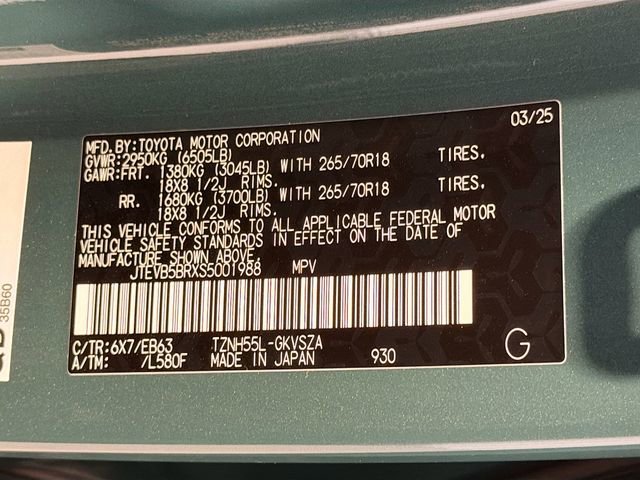 03/25
MFD.BY:TOYOTA MOTOR CORPORATION
GVWR:2950KG (6505LB)
GAWR:FRT. 1380KG (3045LB) WITH 265/70R18 TIRES.
18X8 1/2J RIMS.
RR. 1680KG (3700LB) WITH 265/70R18 TIRES.
18X8 1/2J RIMS.
THIS VEHICLE CONFORMS TO ALL APPLICABLE FEDERAL MOTOR
VEHICLE SAFETY STANDARDS IN EFFECT ON THE DATE OF
MANUFACTURE SHOWN ABOVE.
JTEVB5BRXS5001988 MPV
C/TR:6X7/EB63 TZNH55L-GKVSZA
A/TM: /L580F MADE IN JAPAN 930
G
35B60